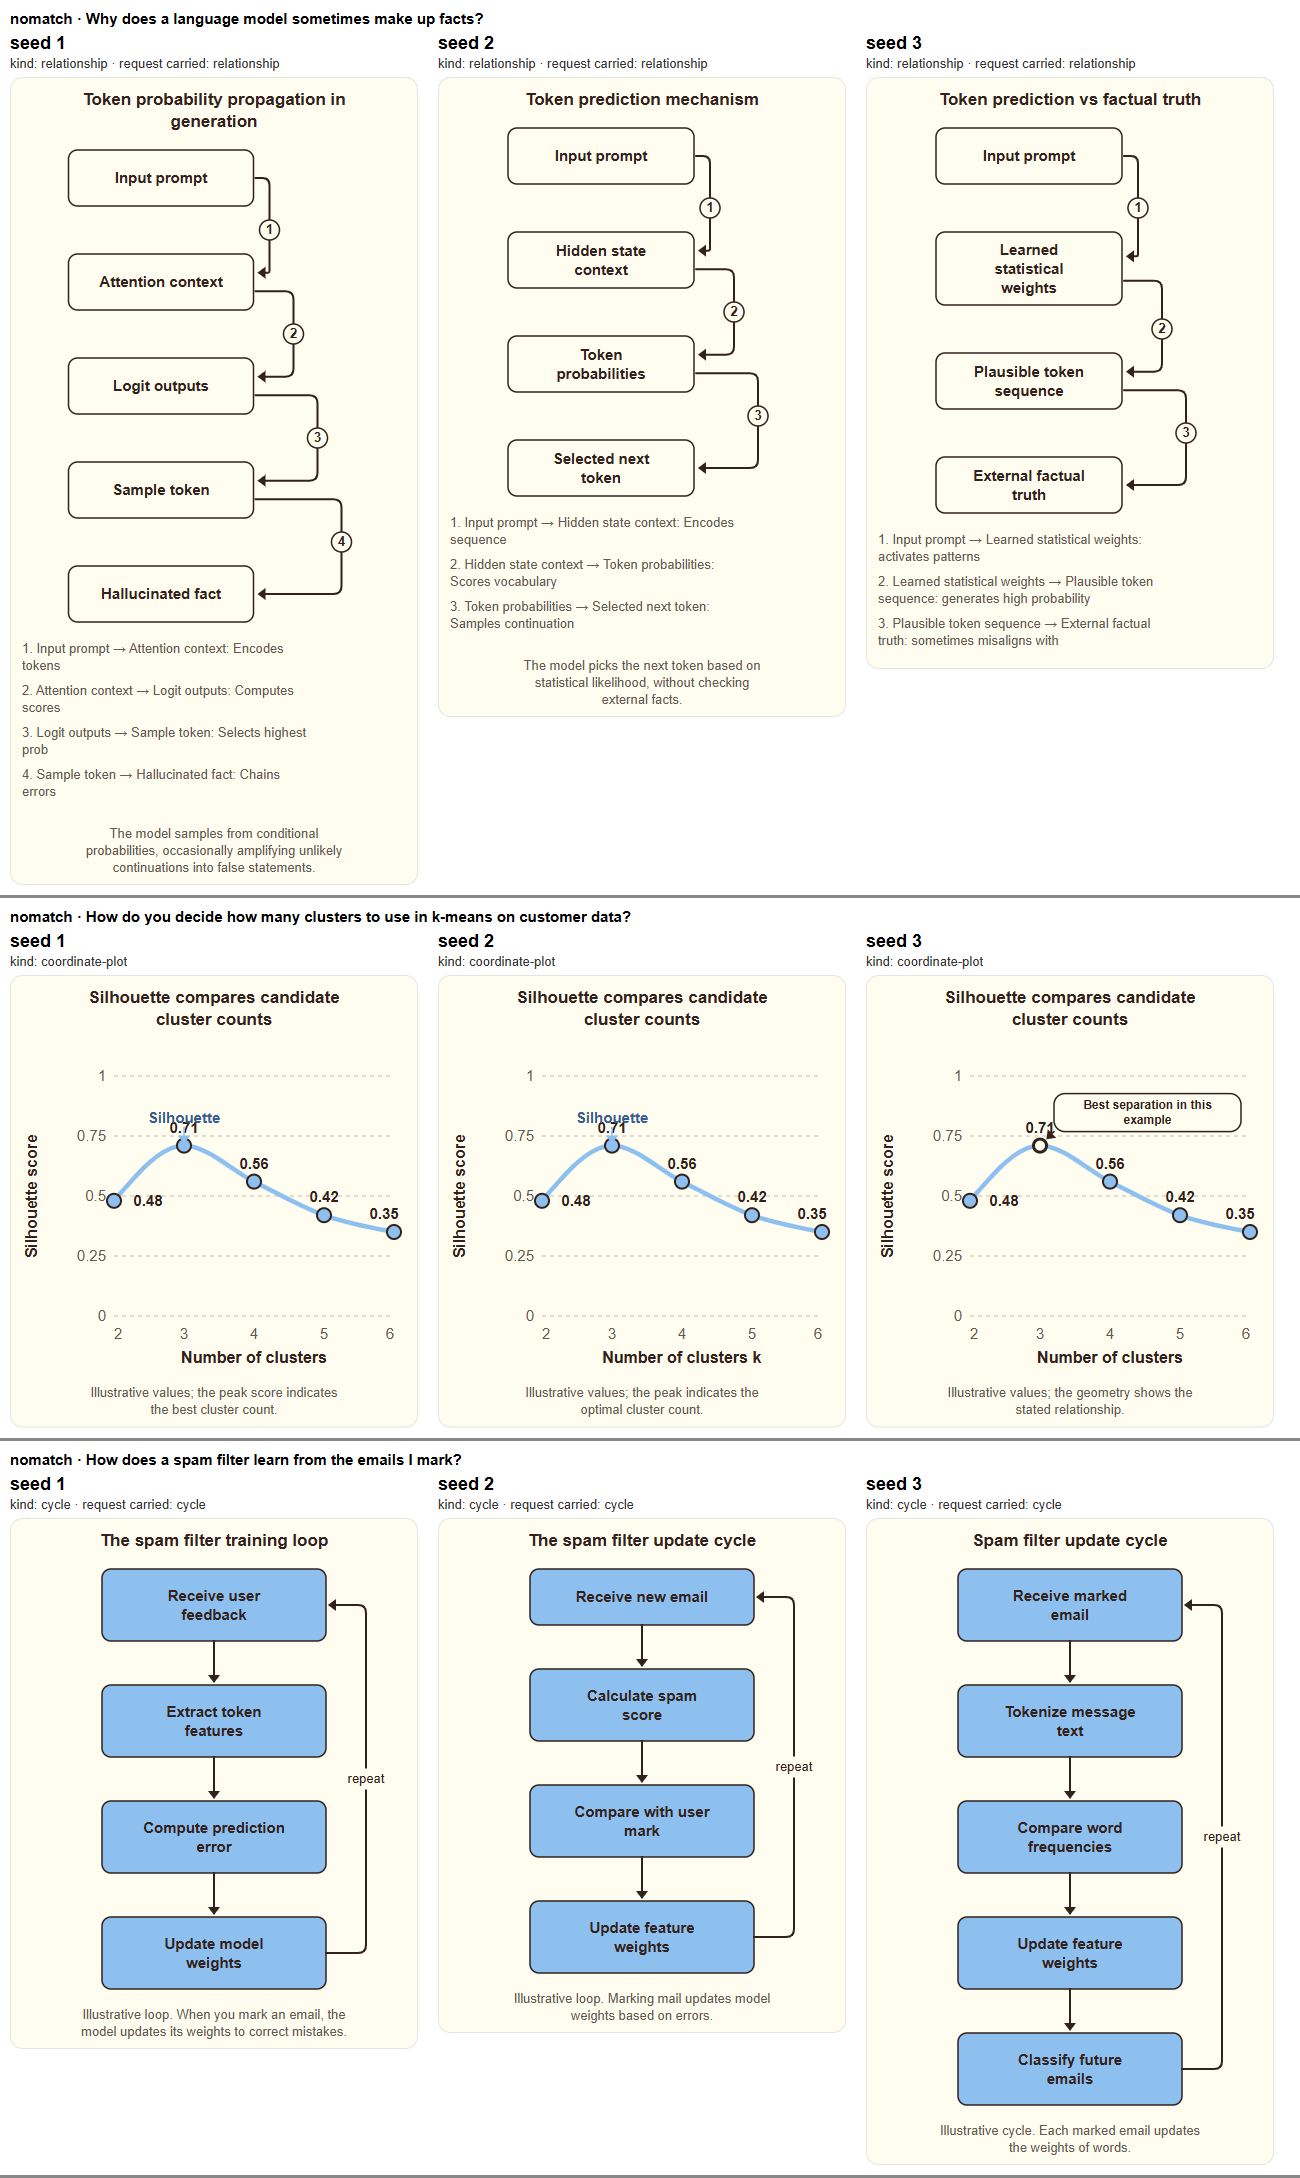 nomatch · Why does a language model sometimes make up facts?
seed 1
kind: relationship · request carried: relationship
Token probability propagation in
generation
Input prompt
1
Attention context
2
Logit outputs
3
Sample token
4
Hallucinated fact
1. Input prompt → Attention context: Encodes
tokens
2. Attention context → Logit outputs: Computes
scores
3. Logit outputs → Sample token: Selects highest
prob
4. Sample token → Hallucinated fact: Chains
errors
The model samples from conditional
probabilities, occasionally amplifying unlikely
continuations into false statements.
seed 2
kind: relationship · request carried: relationship
Token prediction mechanism
Input prompt
1
Hidden state
context
2
Token
probabilities
3
Selected next
token
1. Input prompt → Hidden state context: Encodes
sequence
2. Hidden state context → Token probabilities:
Scores vocabulary
3. Token probabilities → Selected next token:
Samples continuation
The model picks the next token based on
statistical likelihood, without checking
external facts.
seed 3
kind: relationship · request carried: relationship
Token prediction vs factual truth
Input prompt
1
Learned
statistical
weights
2
Plausible token
sequence
3
External factual
truth
1. Input prompt → Learned statistical weights:
activates patterns
2. Learned statistical weights → Plausible token
sequence: generates high probability
3. Plausible token sequence → External factual
truth: sometimes misaligns with
nomatch · How do you decide how many clusters to use in k-means on customer data?
seed 1
kind: coordinate-plot
Silhouette compares candidate
cluster counts
1
Silhouette
0.71
0.75
0.56
0.5
0.48
0.42
0.35
0.25
0
Silhouette score
2 3 4 5 6
Number of clusters
Illustrative values; the peak score indicates
the best cluster count.
seed 2
kind: coordinate-plot
Silhouette compares candidate
cluster counts
1
Silhouette
0.71
0.75
0.56
0.5
0.48
0.42
0.35
0.25
0
Silhouette score
2 3 4 5 6
Number of clusters k
Illustrative values; the peak indicates the
optimal cluster count.
seed 3
kind: coordinate-plot
Silhouette compares candidate
cluster counts
1
Best separation in this
example
0.71
0.75
0.56
0.5
0.48
0.42
0.35
0.25
0
Silhouette score
2 3 4 5 6
Number of clusters
Illustrative values; the geometry shows the
stated relationship.
nomatch · How does a spam filter learn from the emails I mark?
seed 1
kind: cycle · request carried: cycle
The spam filter training loop
Receive user
feedback
Extract token
features
repeat
Compute prediction
error
Update model
weights
Illustrative loop. When you mark an email, the
model updates its weights to correct mistakes.
seed 2
kind: cycle · request carried: cycle
The spam filter update cycle
Receive new email
Calculate spam
score
repeat
Compare with user
mark
Update feature
weights
Illustrative loop. Marking mail updates model
weights based on errors.
seed 3
kind: cycle · request carried: cycle
Spam filter update cycle
Receive marked
email
Tokenize message
text
Compare word
frequencies
repeat
Update feature
weights
Classify future
emails
Illustrative cycle. Each marked email updates
the weights of words.